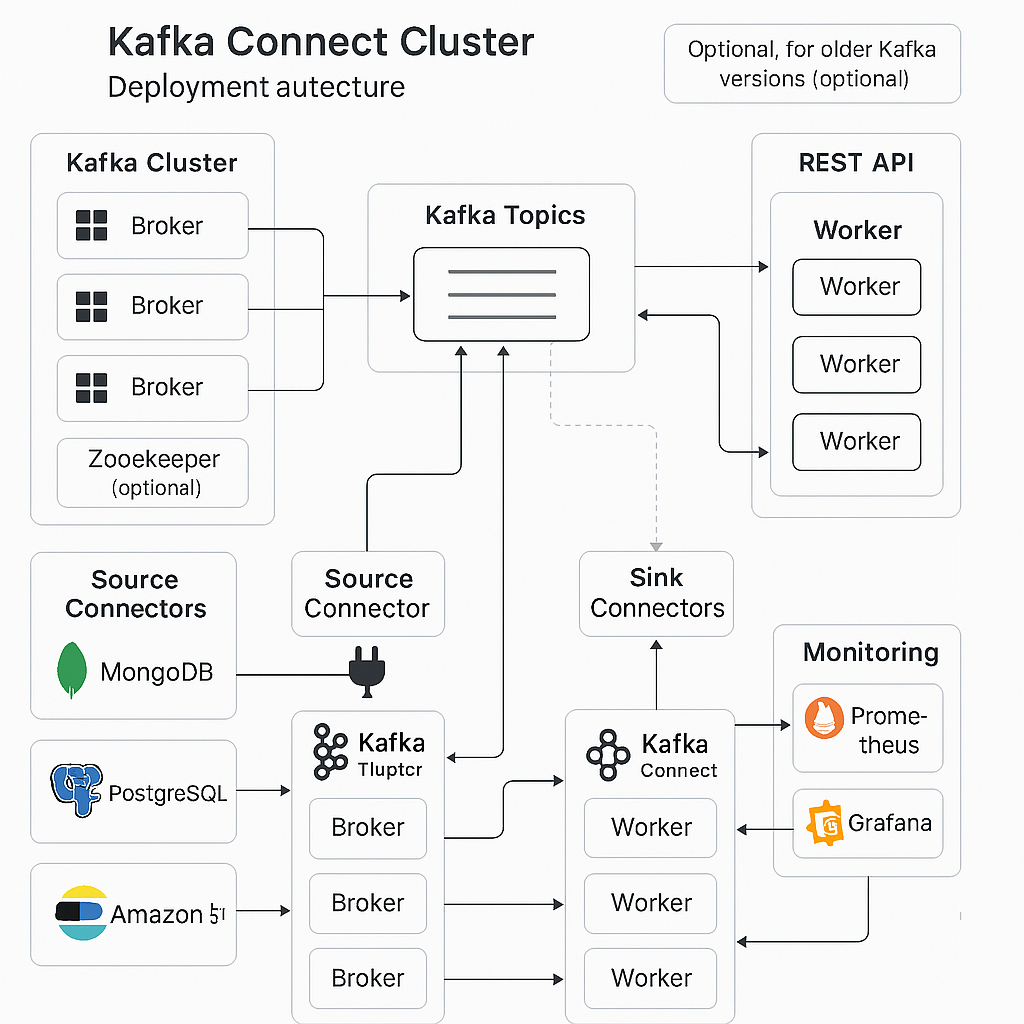 Kafka Connect Cluster
Deployment autecture
Optional, for older Kafka
versions (optional)
Kafka Cluster
Broker
Broker
Broker
Zooekeeper
(optional)
Kafka Topics
REST API
Worker
Worker
Worker
Worker
Source
Connectors
MongoDB
PostgreSQL
Amazon
Source
Connector
Kafka
Tluptcr
Broker
Broker
Broker
Sink
Connectors
Kafka
Connect
Worker
Worker
Worker
Monitoring
Prome-
theus
Grafana